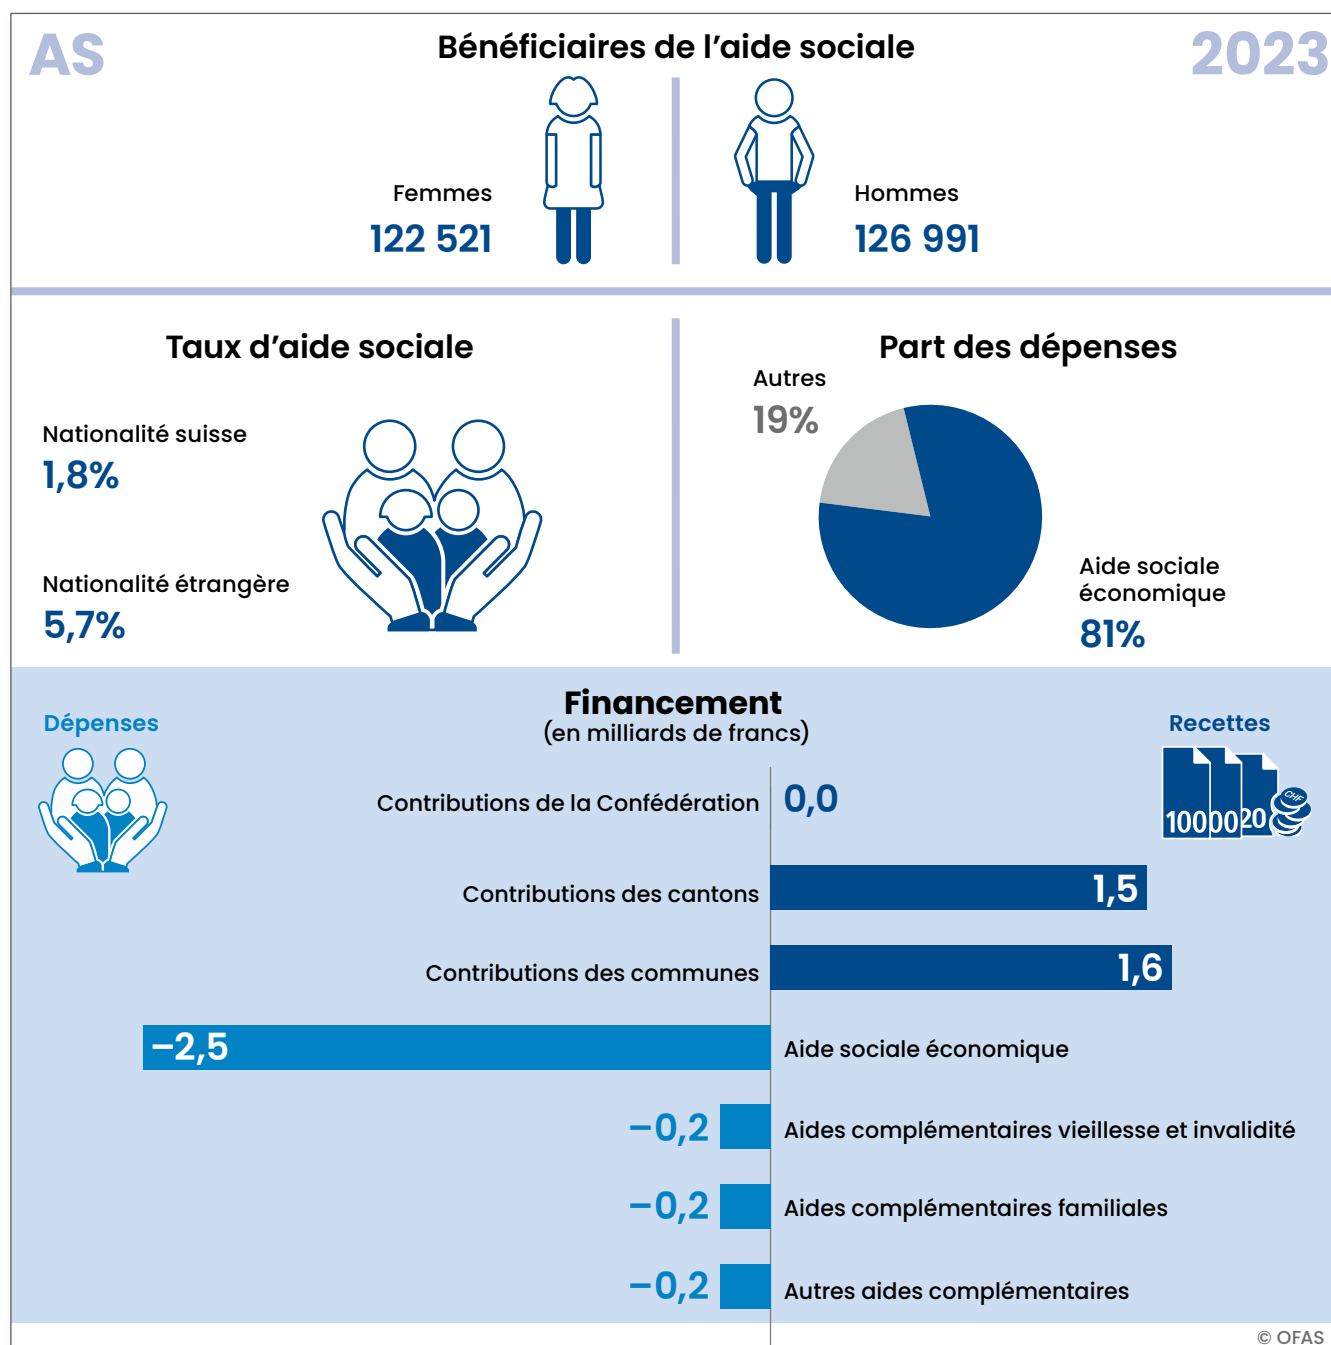 AS
Bénéficiaires de l’aide sociale
2023
Femmes
122 521
Hommes
126 991
Taux d’aide sociale
Nationalité suisse
1,8%
Nationalité étrangère
5,7%
Part des dépenses
Autres
19%
Aide sociale
économique
81%
Financement
(en milliards de francs)
Dépenses
Recettes
100 00 20 CHF
Contributions de la Confédération 0,0
Contributions des cantons 1,5
Contributions des communes 1,6
–2,5 Aide sociale économique
–0,2 Aides complémentaires vieillesse et invalidité
–0,2 Aides complémentaires familiales
–0,2 Autres aides complémentaires
© OFAS